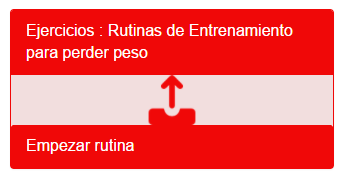 Ejercicios : Rutinas de Entrenamiento
para perder peso
Empezar rutina